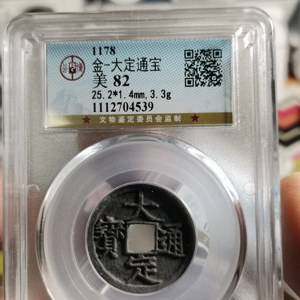 1178
金-大定通宝
美 82
25.2*1.4mm,3.3g
1112704539
★ 文物鉴定委员会监制 ★
大
寶 通
定